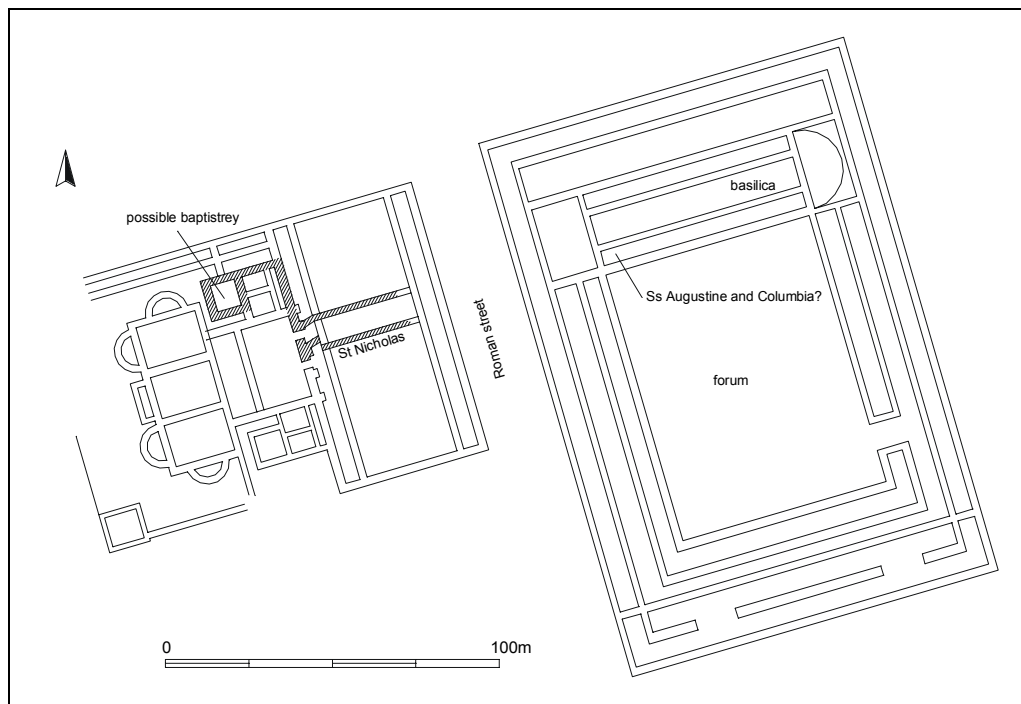 possible baptistrey
basilica
Ss Augustine and Columbia?
St Nicholas
Roman street
forum
0
100m